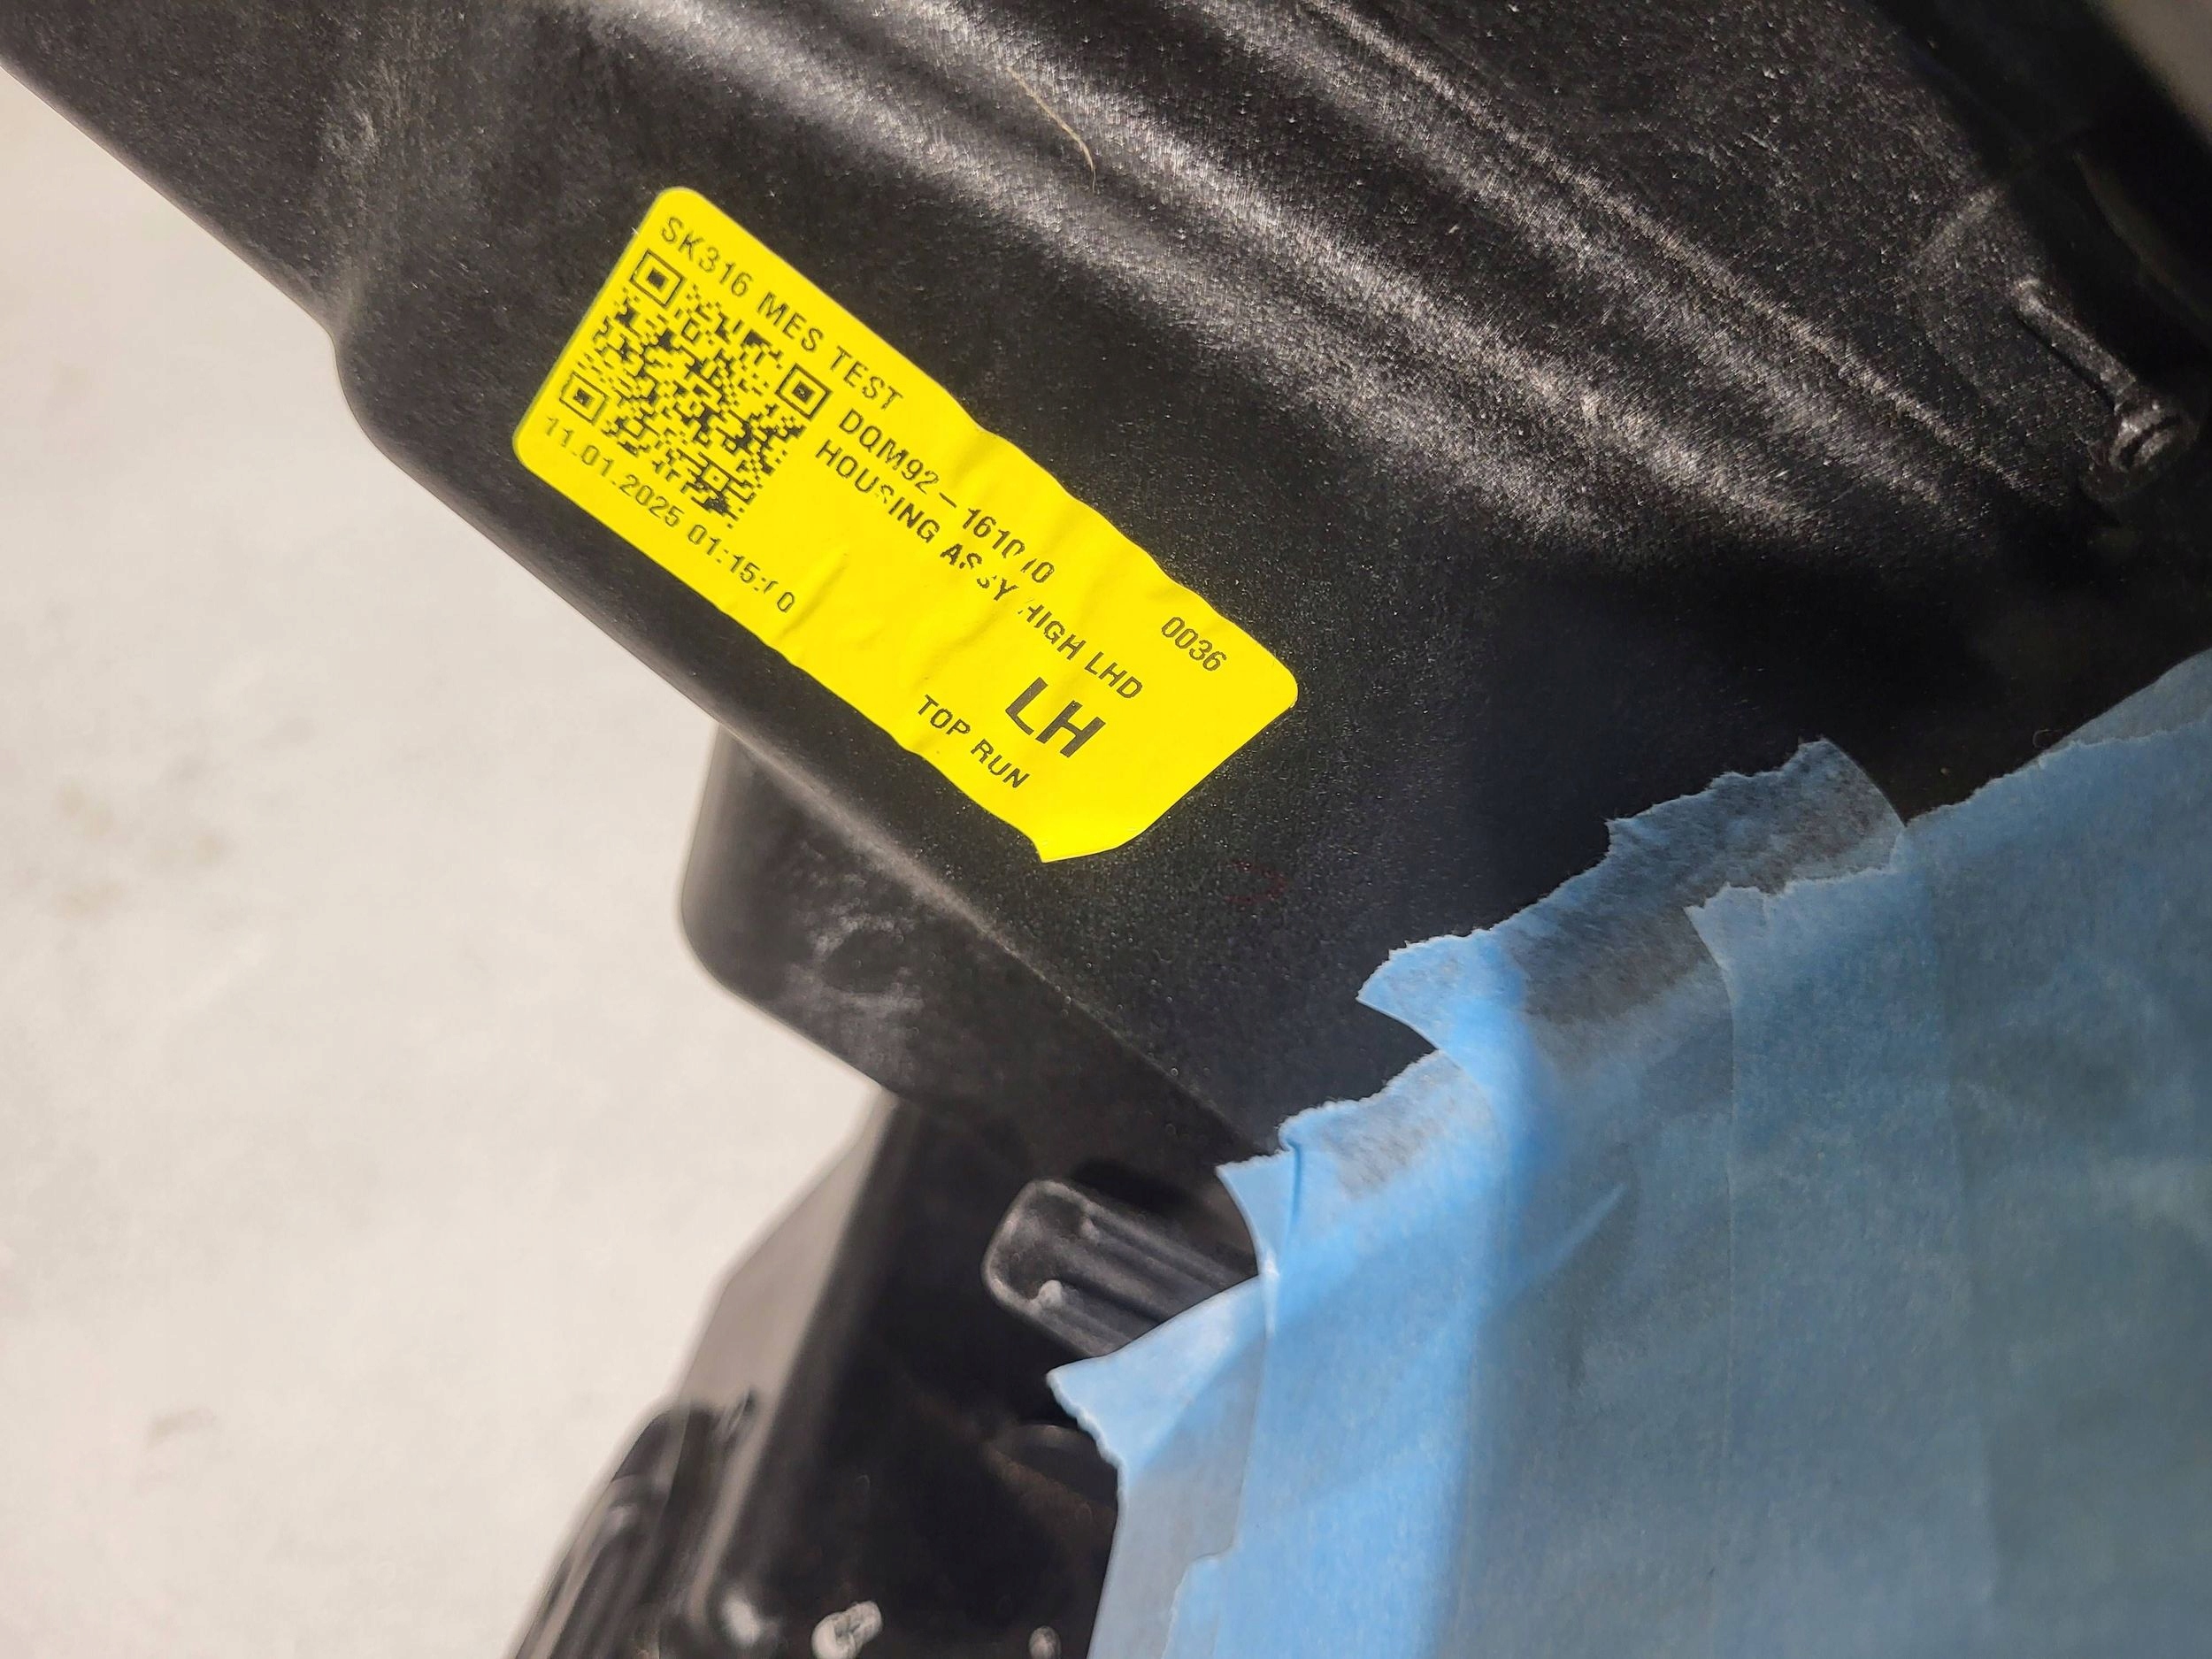 SK316 MES TEST
0036
HOUSING ASSY HIGH LHD
LH
11.01.2025
TOP RUN